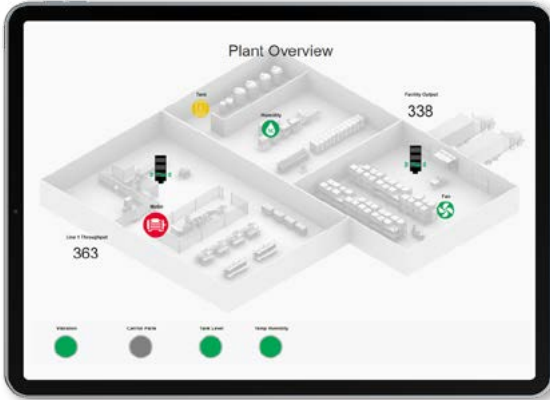 Plant Overview
Tank
Facility Output
338
Humidity
Motor
Fan
Line 1 Throughput
363
Vibration
Tank Level
Temp Humidity